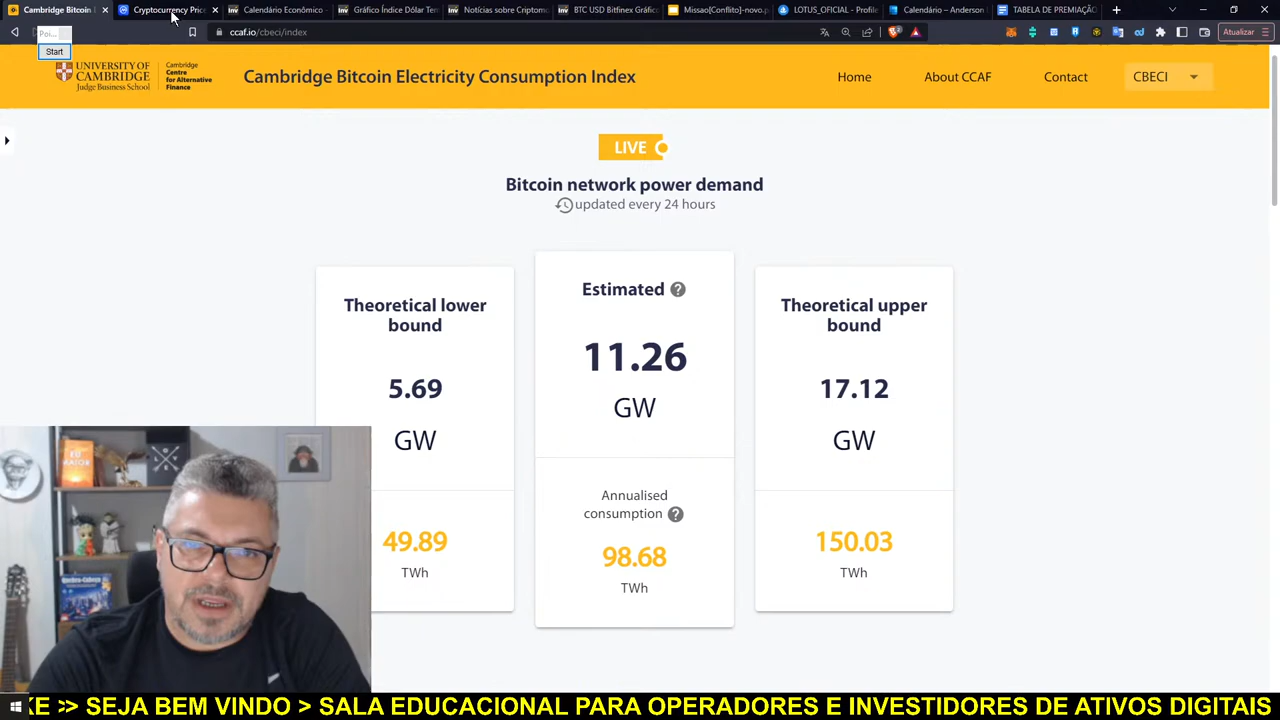 Cambridge Bitcoin E
Cryptocurrency Price
Calendário Econômico
Gráfico Índice Dólar Tem
Notícias sobre Criptomo
BTC USD Bitfinex Gráfic
Missao[Conflito]-novo.p
LOTUS_OFICIAL - Profile
Calendário – Anderson
TABELA DE PREMIAÇÃO
Poi...
ccaf.io/cbeci/index
Atualizar
Start
UNIVERSITY OF
CAMBRIDGE
Judge Business School
Cambridge
Centre for Alternative
Finance
Cambridge Bitcoin Electricity Consumption Index
Home
About CCAF
Contact
CBECI
LIVE
Bitcoin network power demand
updated every 24 hours
Theoretical lower
bound
5.69
GW
49.89
TWh
Estimated
11.26
GW
Annualised
consumption
98.68
TWh
Theoretical upper
bound
17.12
GW
150.03
TWh
KE >> SEJA BEM VINDO > SALA EDUCACIONAL PARA OPERADORES E INVESTIDORES DE ATIVOS DIGITAIS